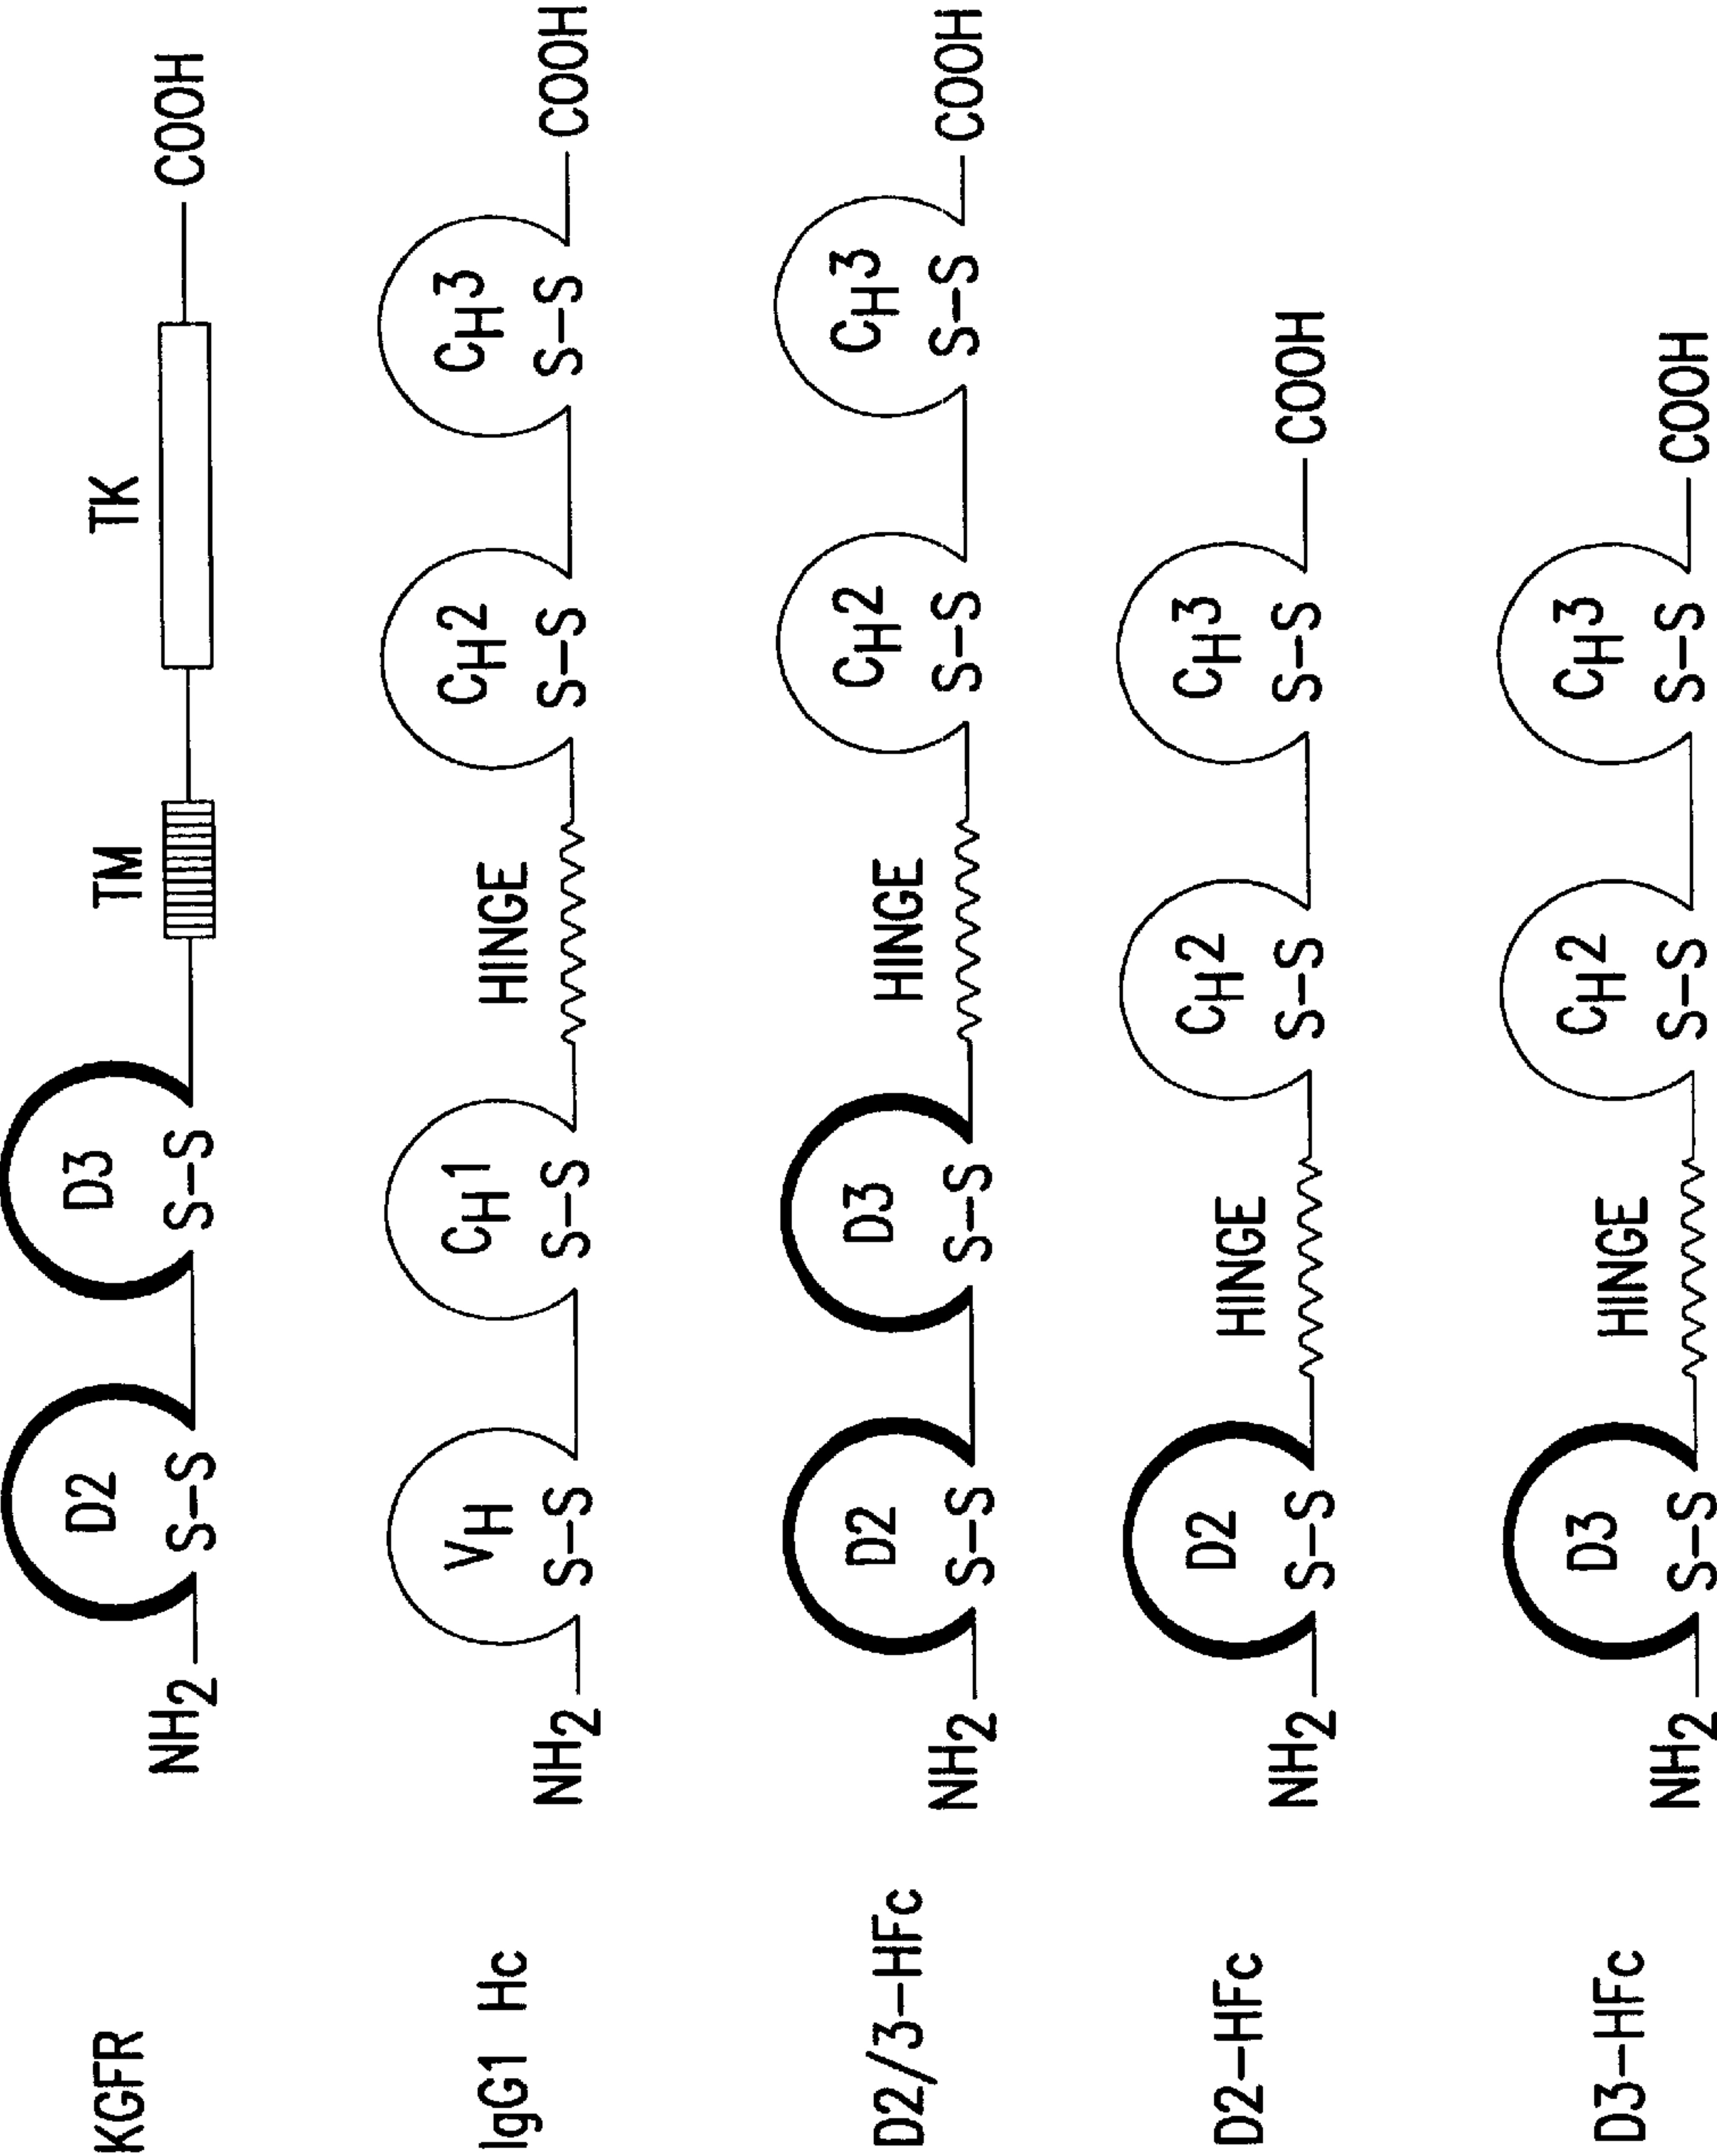 KGFR NH2 D2 S–S D3 S–S TM TK COOH
IgG1 Hc NH2 VH S–S CH1 S–S HINGE CH2 S–S CH3 S–S COOH
D2/3–HFc NH2 D2 S–S D3 S–S HINGE CH2 S–S CH3 S–S COOH
D2–HFc NH2 D2 S–S HINGE CH2 S–S CH3 S–S COOH
D3–HFc NH2 D3 S–S HINGE CH2 S–S CH3 S–S COOH